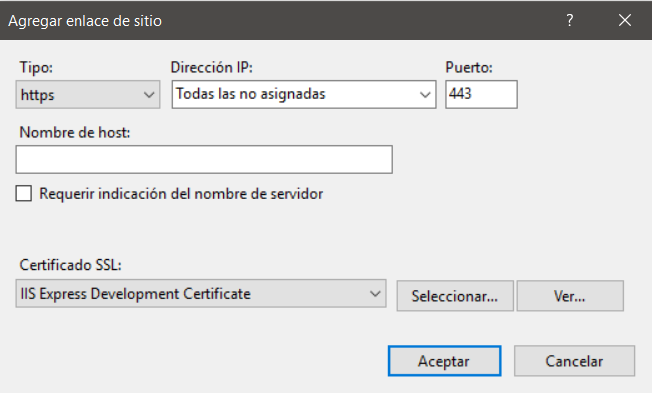 Agregar enlace de sitio
Tipo: Dirección IP: Puerto:
https Todas las no asignadas 443
Nombre de host:
Requerir indicación del nombre de servidor
Certificado SSL:
IIS Express Development Certificate Seleccionar... Ver...
Aceptar Cancelar